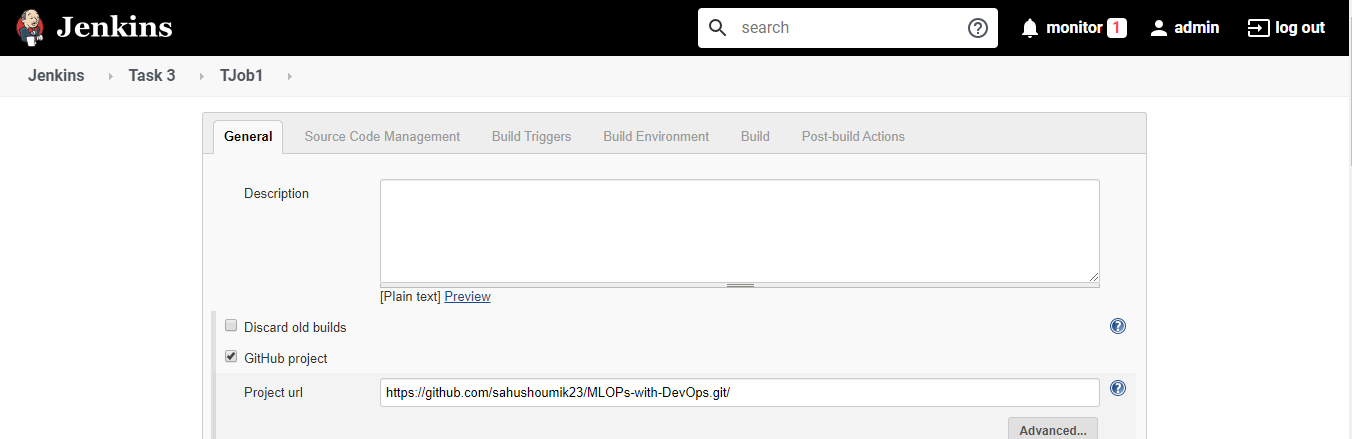 Jenkins search monitor 1 admin log out
Jenkins Task 3 TJob1
General Source Code Management Build Triggers Build Environment Build Post-build Actions
Description
[Plain text] Preview
Discard old builds
GitHub project
Project url https://github.com/sahushoumik23/MLOPs-with-DevOps.git/
Advanced...